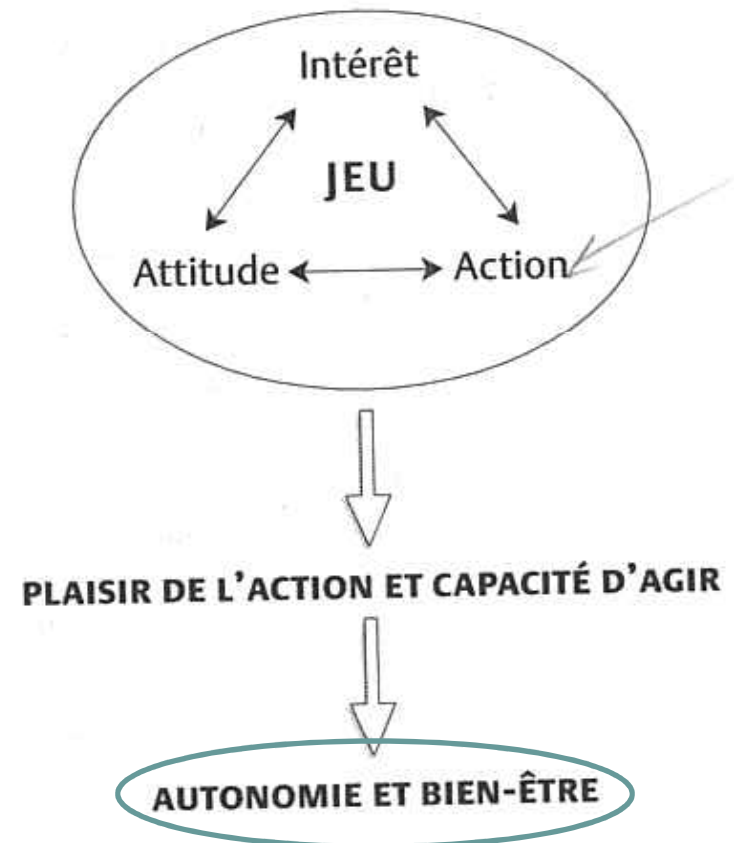 Intérêt
JEU
Attitude Action
PLAISIR DE L'ACTION ET CAPACITÉ D'AGIR
AUTONOMIE ET BIEN-ÊTRE